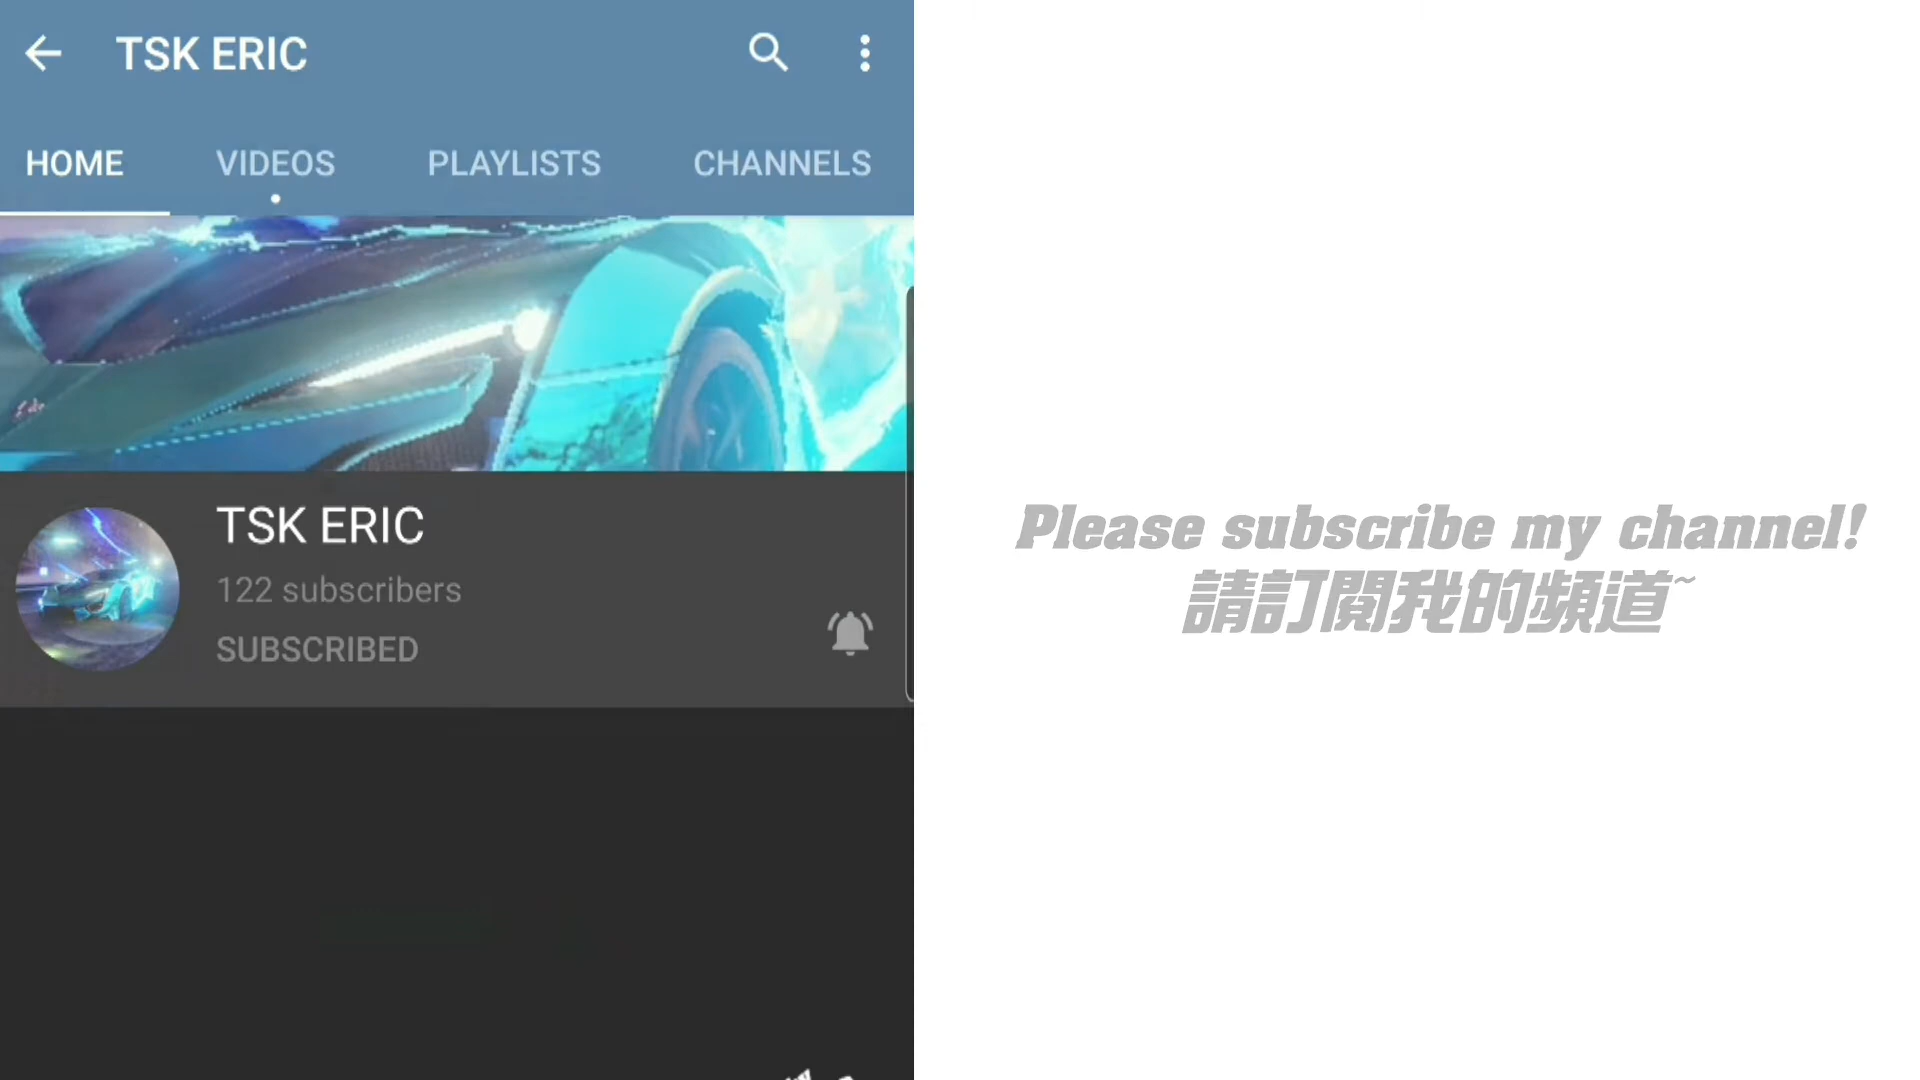 TSK ERIC
HOME VIDEOS PLAYLISTS CHANNELS
TSK ERIC
122 subscribers
SUBSCRIBED
Please subscribe my channel!
請訂閱我的頻道~